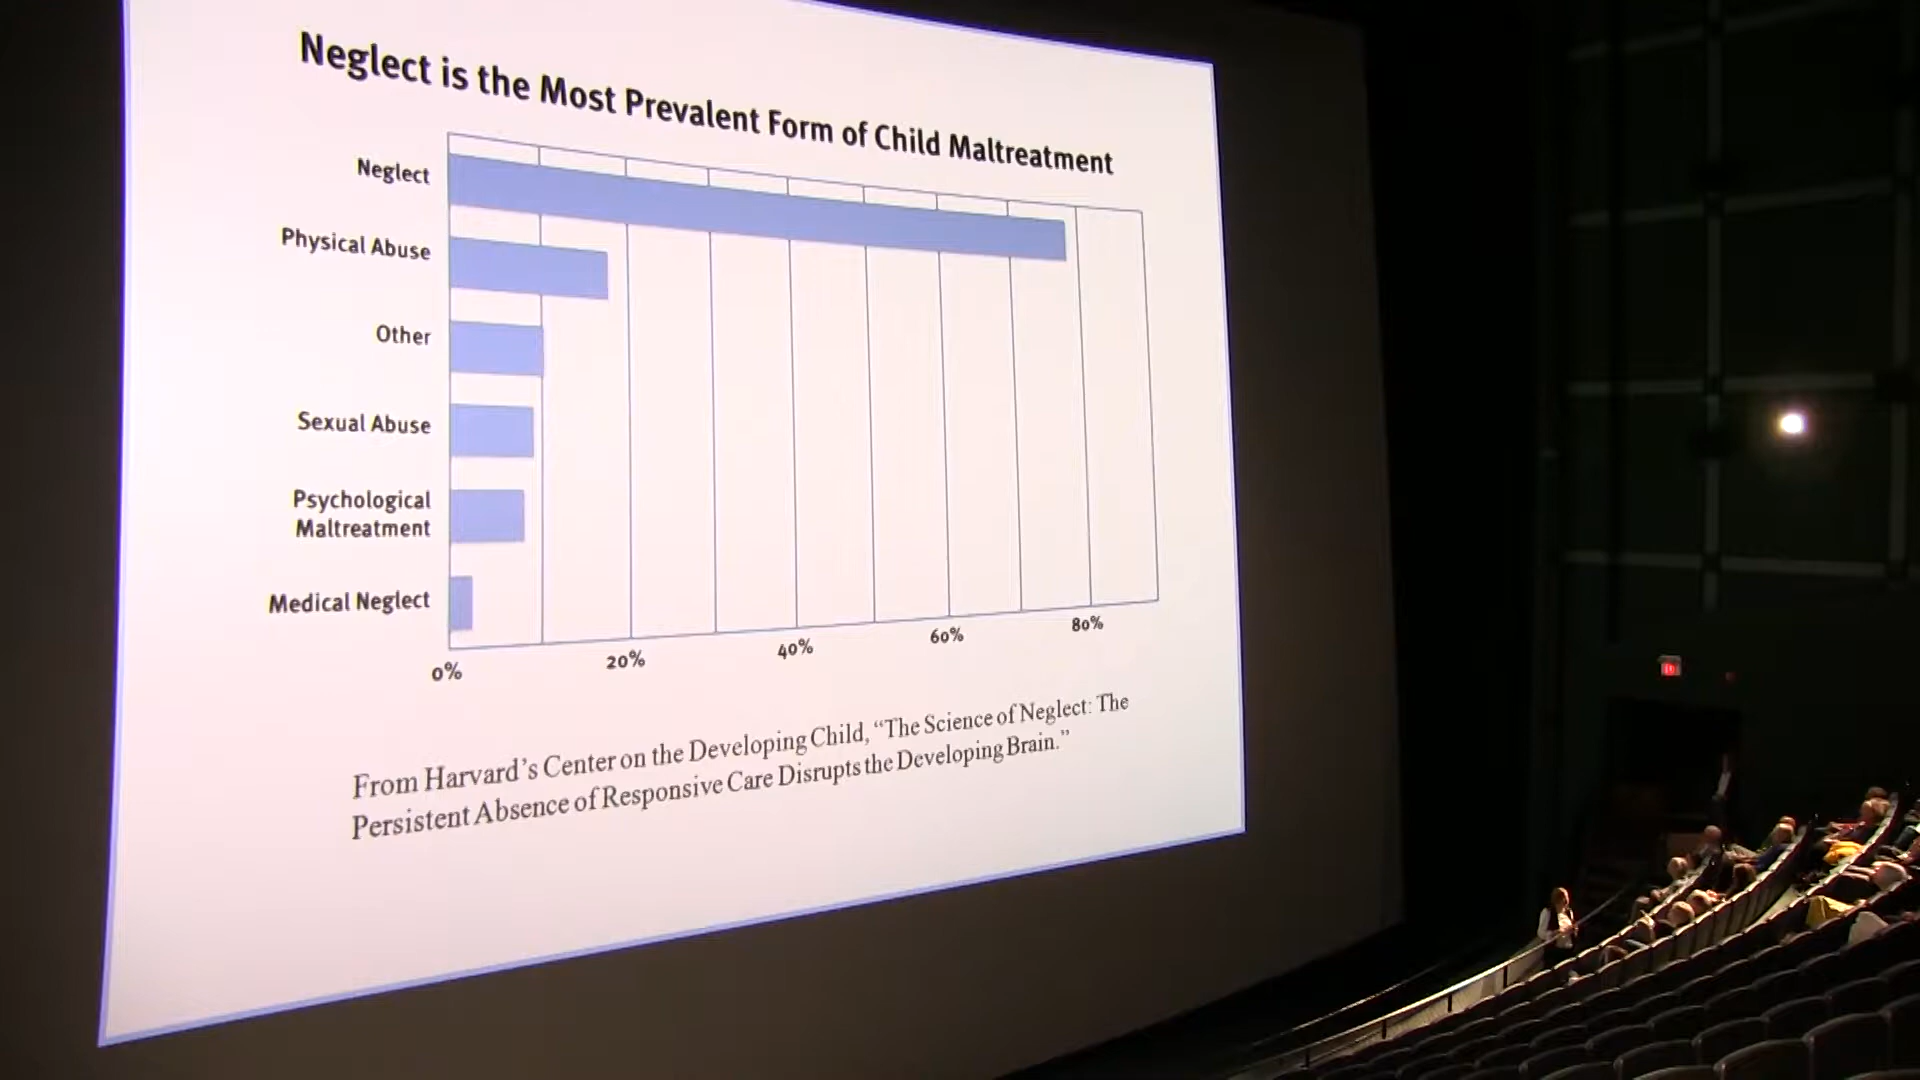 Neglect is the Most Prevalent Form of Child Maltreatment
Neglect
Physical Abuse
Other
Sexual Abuse
Psychological
Maltreatment
Medical Neglect
0%
20%
40%
60%
80%
From Harvard's Center on the Developing Child, “The Science of Neglect: The
Persistent Absence of Responsive Care Disrupts the Developing Brain.”